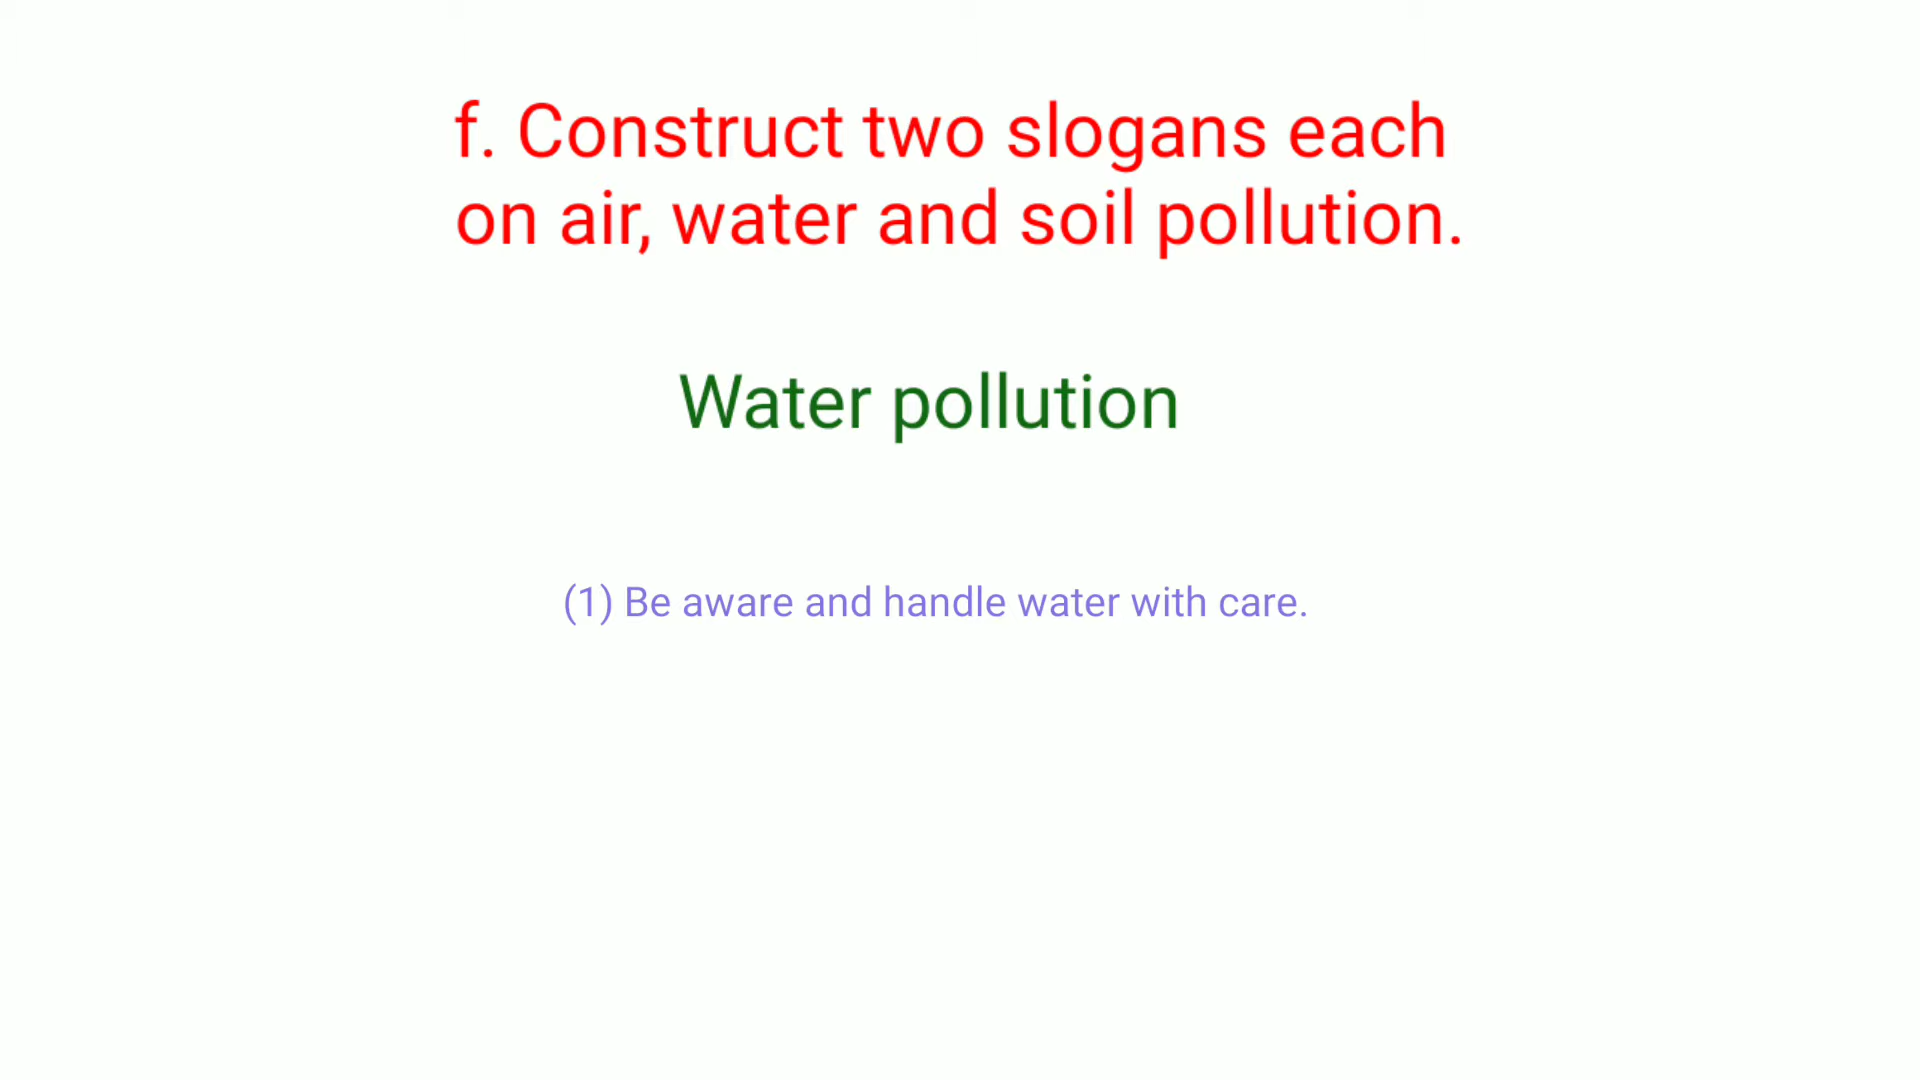 f. Construct two slogans each
on air, water and soil pollution.
Water pollution
(1) Be aware and handle water with care.